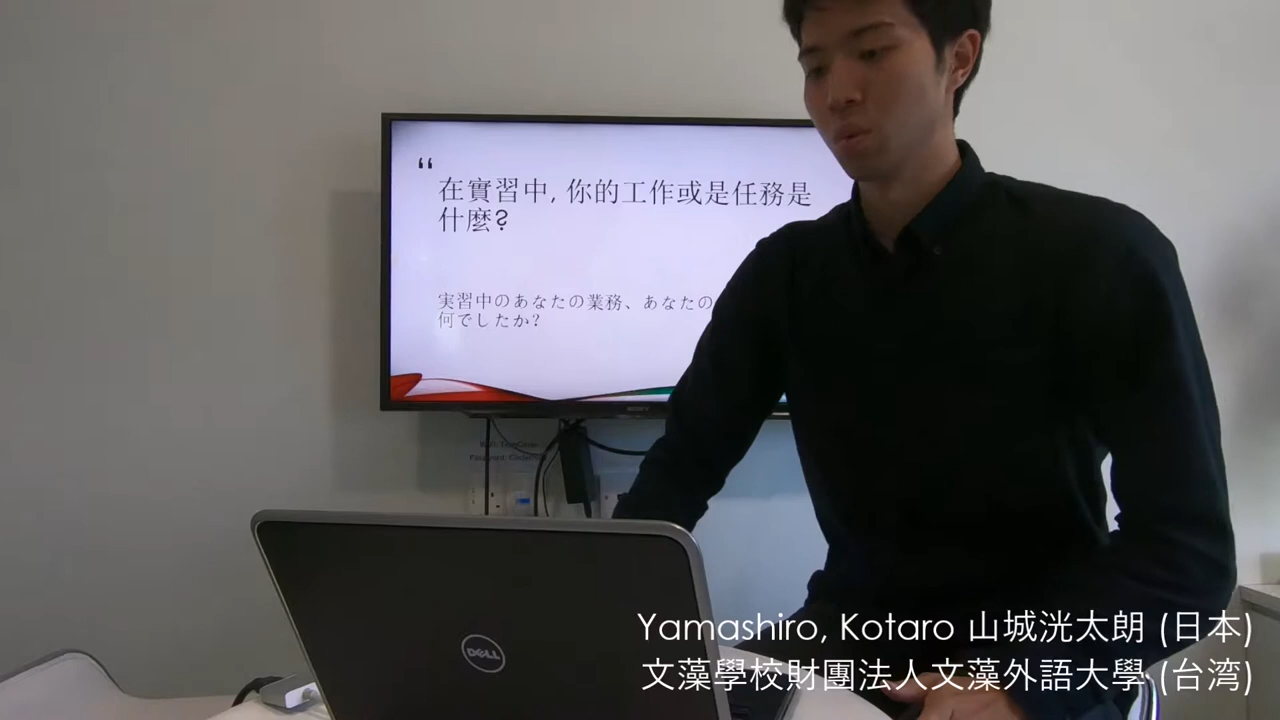 “
在實習中, 你的工作或是任務是
什麼?
実習中のあなたの業務、あなたの
何でしたか?
SONY
DELL
Yamashiro, Kotaro 山城洸太朗 (日本)
文藻學校財團法人文藻外語大學 (台湾)